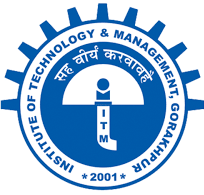 INSTITUTE OF TECHNOLOGY & MANAGEMENT, GORAKHPUR
सह वीर्यं करवावहै
ITM
*2001*